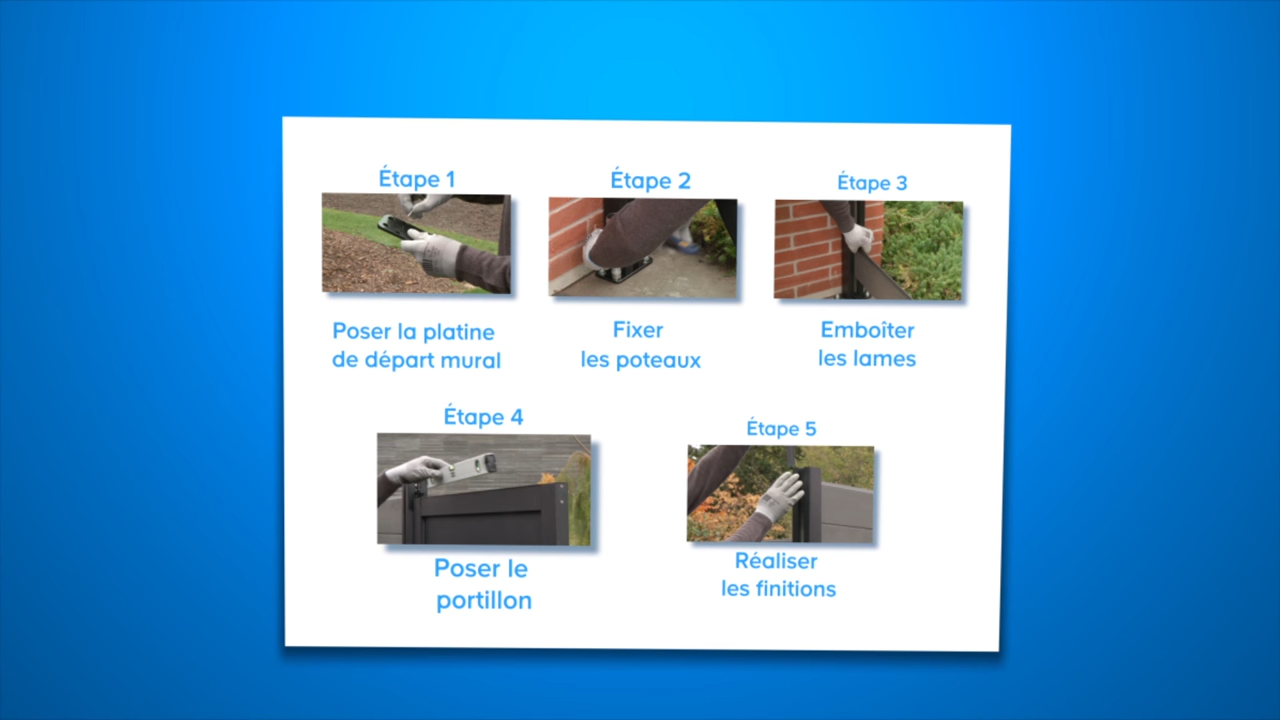 Étape 1
Étape 2
Étape 3
Poser la platine
de départ mural
Fixer
les poteaux
Emboîter
les lames
Étape 4
Étape 5
Poser le
portillon
Réaliser
les finitions